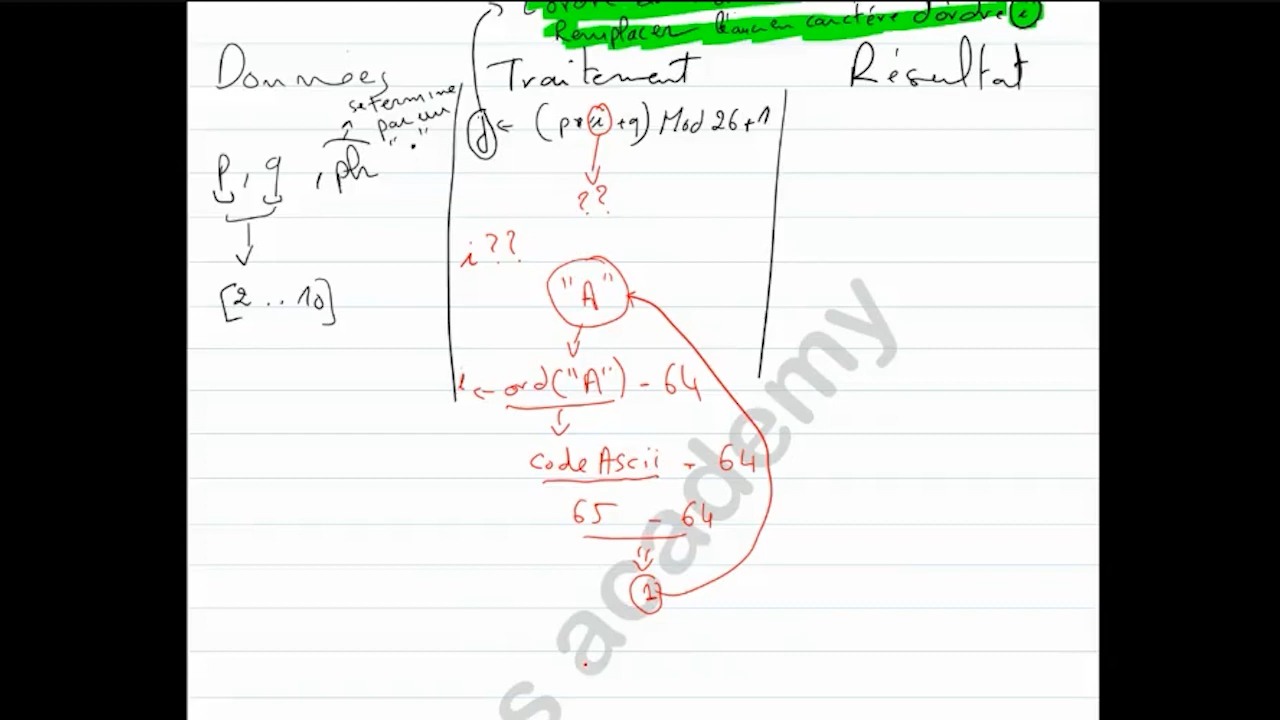 Remplacer l'ancien caractère d'ordre i
Données Traitement Résultat
se termine
par un
"."
p, q, ph
j ← (p*i+q) Mod 26+1
??
i ??
[2 .. 10]
"A"
i ← ord("A") - 64
code Ascii - 64
65 - 64
1
s academy